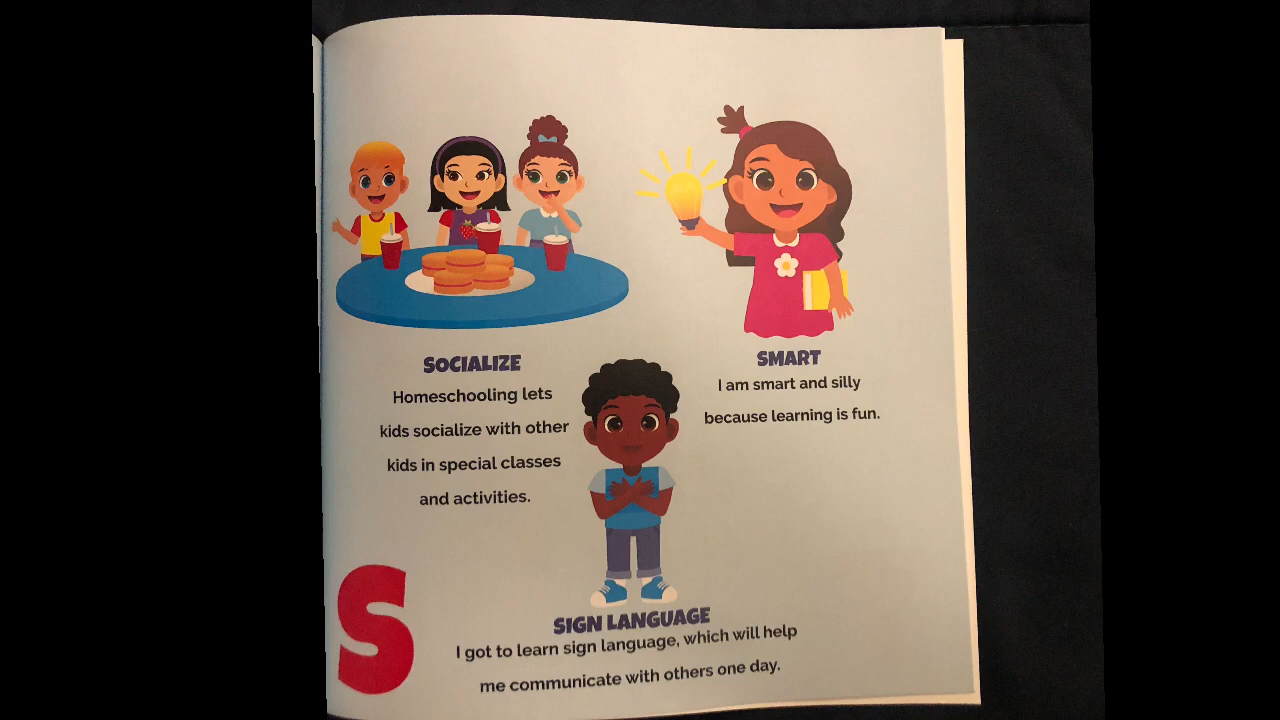 SOCIALIZE
Homeschooling lets
kids socialize with other
kids in special classes
and activities.
SMART
I am smart and silly
because learning is fun.
S
SIGN LANGUAGE
I got to learn sign language, which will help
me communicate with others one day.